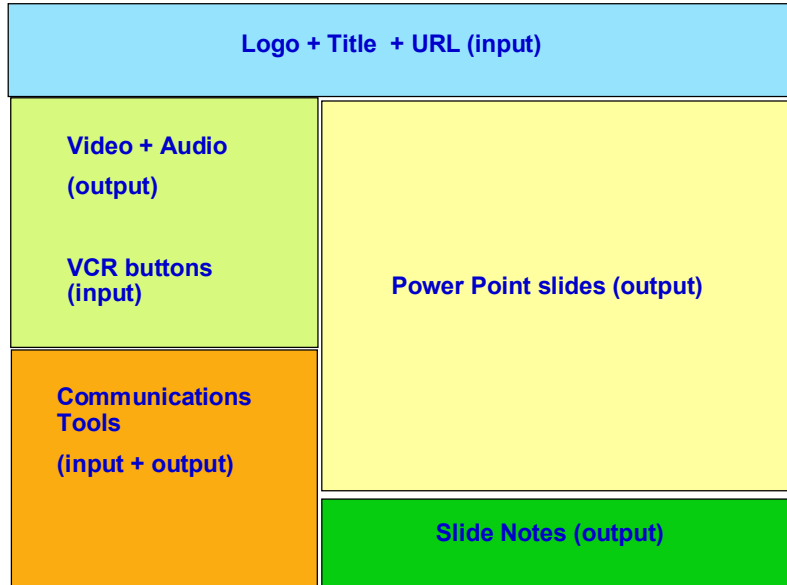 Logo + Title + URL (input)
Video + Audio
(output)
VCR buttons
(input)
Power Point slides (output)
Communications
Tools
(input + output)
Slide Notes (output)